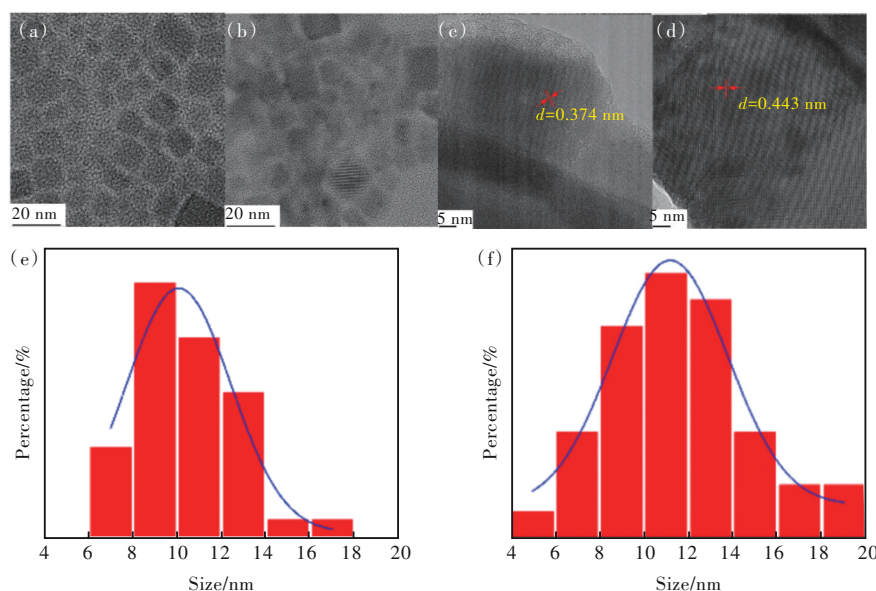 (a)
(b)
(c)
(d)
d=0.374 nm
d=0.443 nm
20 nm
20 nm
5 nm
5 nm
(e)
Percentage/%
4 6 8 10 12 14 16 18 20
Size/nm
(f)
Percentage/%
4 6 8 10 12 14 16 18 20
Size/nm